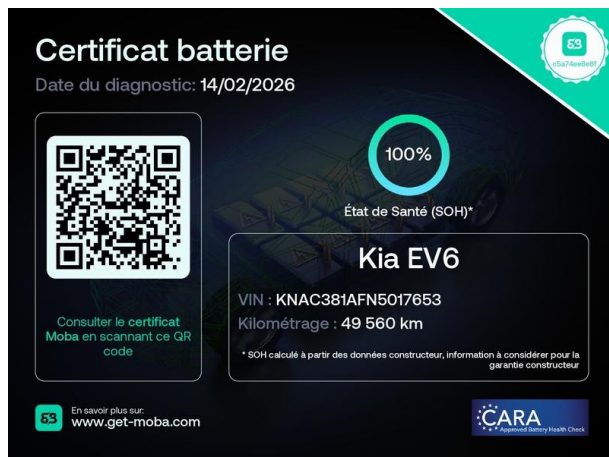 Certificat batterie
Date du diagnostic: 14/02/2026
c5a74ee8e8f
100%
État de Santé (SOH)*
Kia EV6
VIN : KNAC381AFN5017653
Kilométrage : 49 560 km
* SOH calculé à partir des données constructeur, information à considérer pour la
garantie constructeur
Consulter le certificat
Moba en scannant ce QR
code
En savoir plus sur:
www.get-moba.com
CARA
Approved Battery Health Check